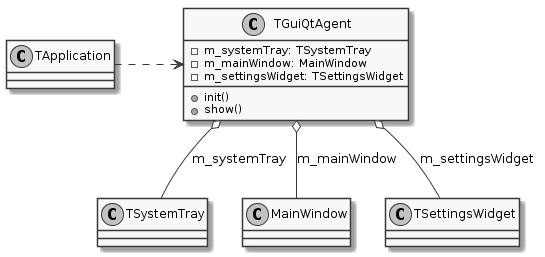 C TGuiQtAgent
m_systemTray: TSystemTray
m_mainWindow: MainWindow
m_settingsWidget: TSettingsWidget
init()
show()
C TApplication
m_systemTray
m_mainWindow
m_settingsWidget
C TSystemTray
C MainWindow
C TSettingsWidget